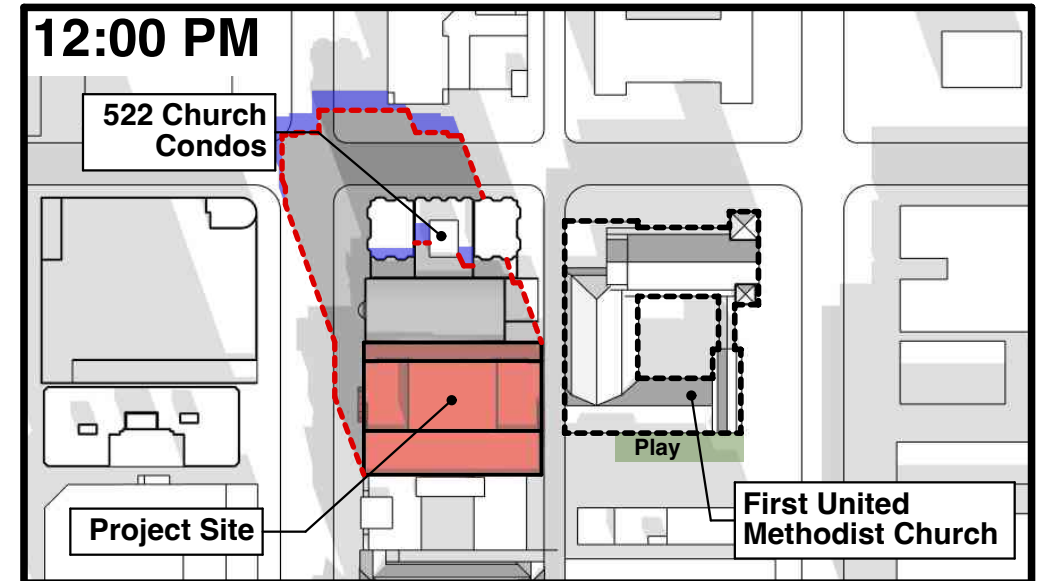 12:00 PM
522 Church
Condos
Play
First United
Methodist Church
Project Site